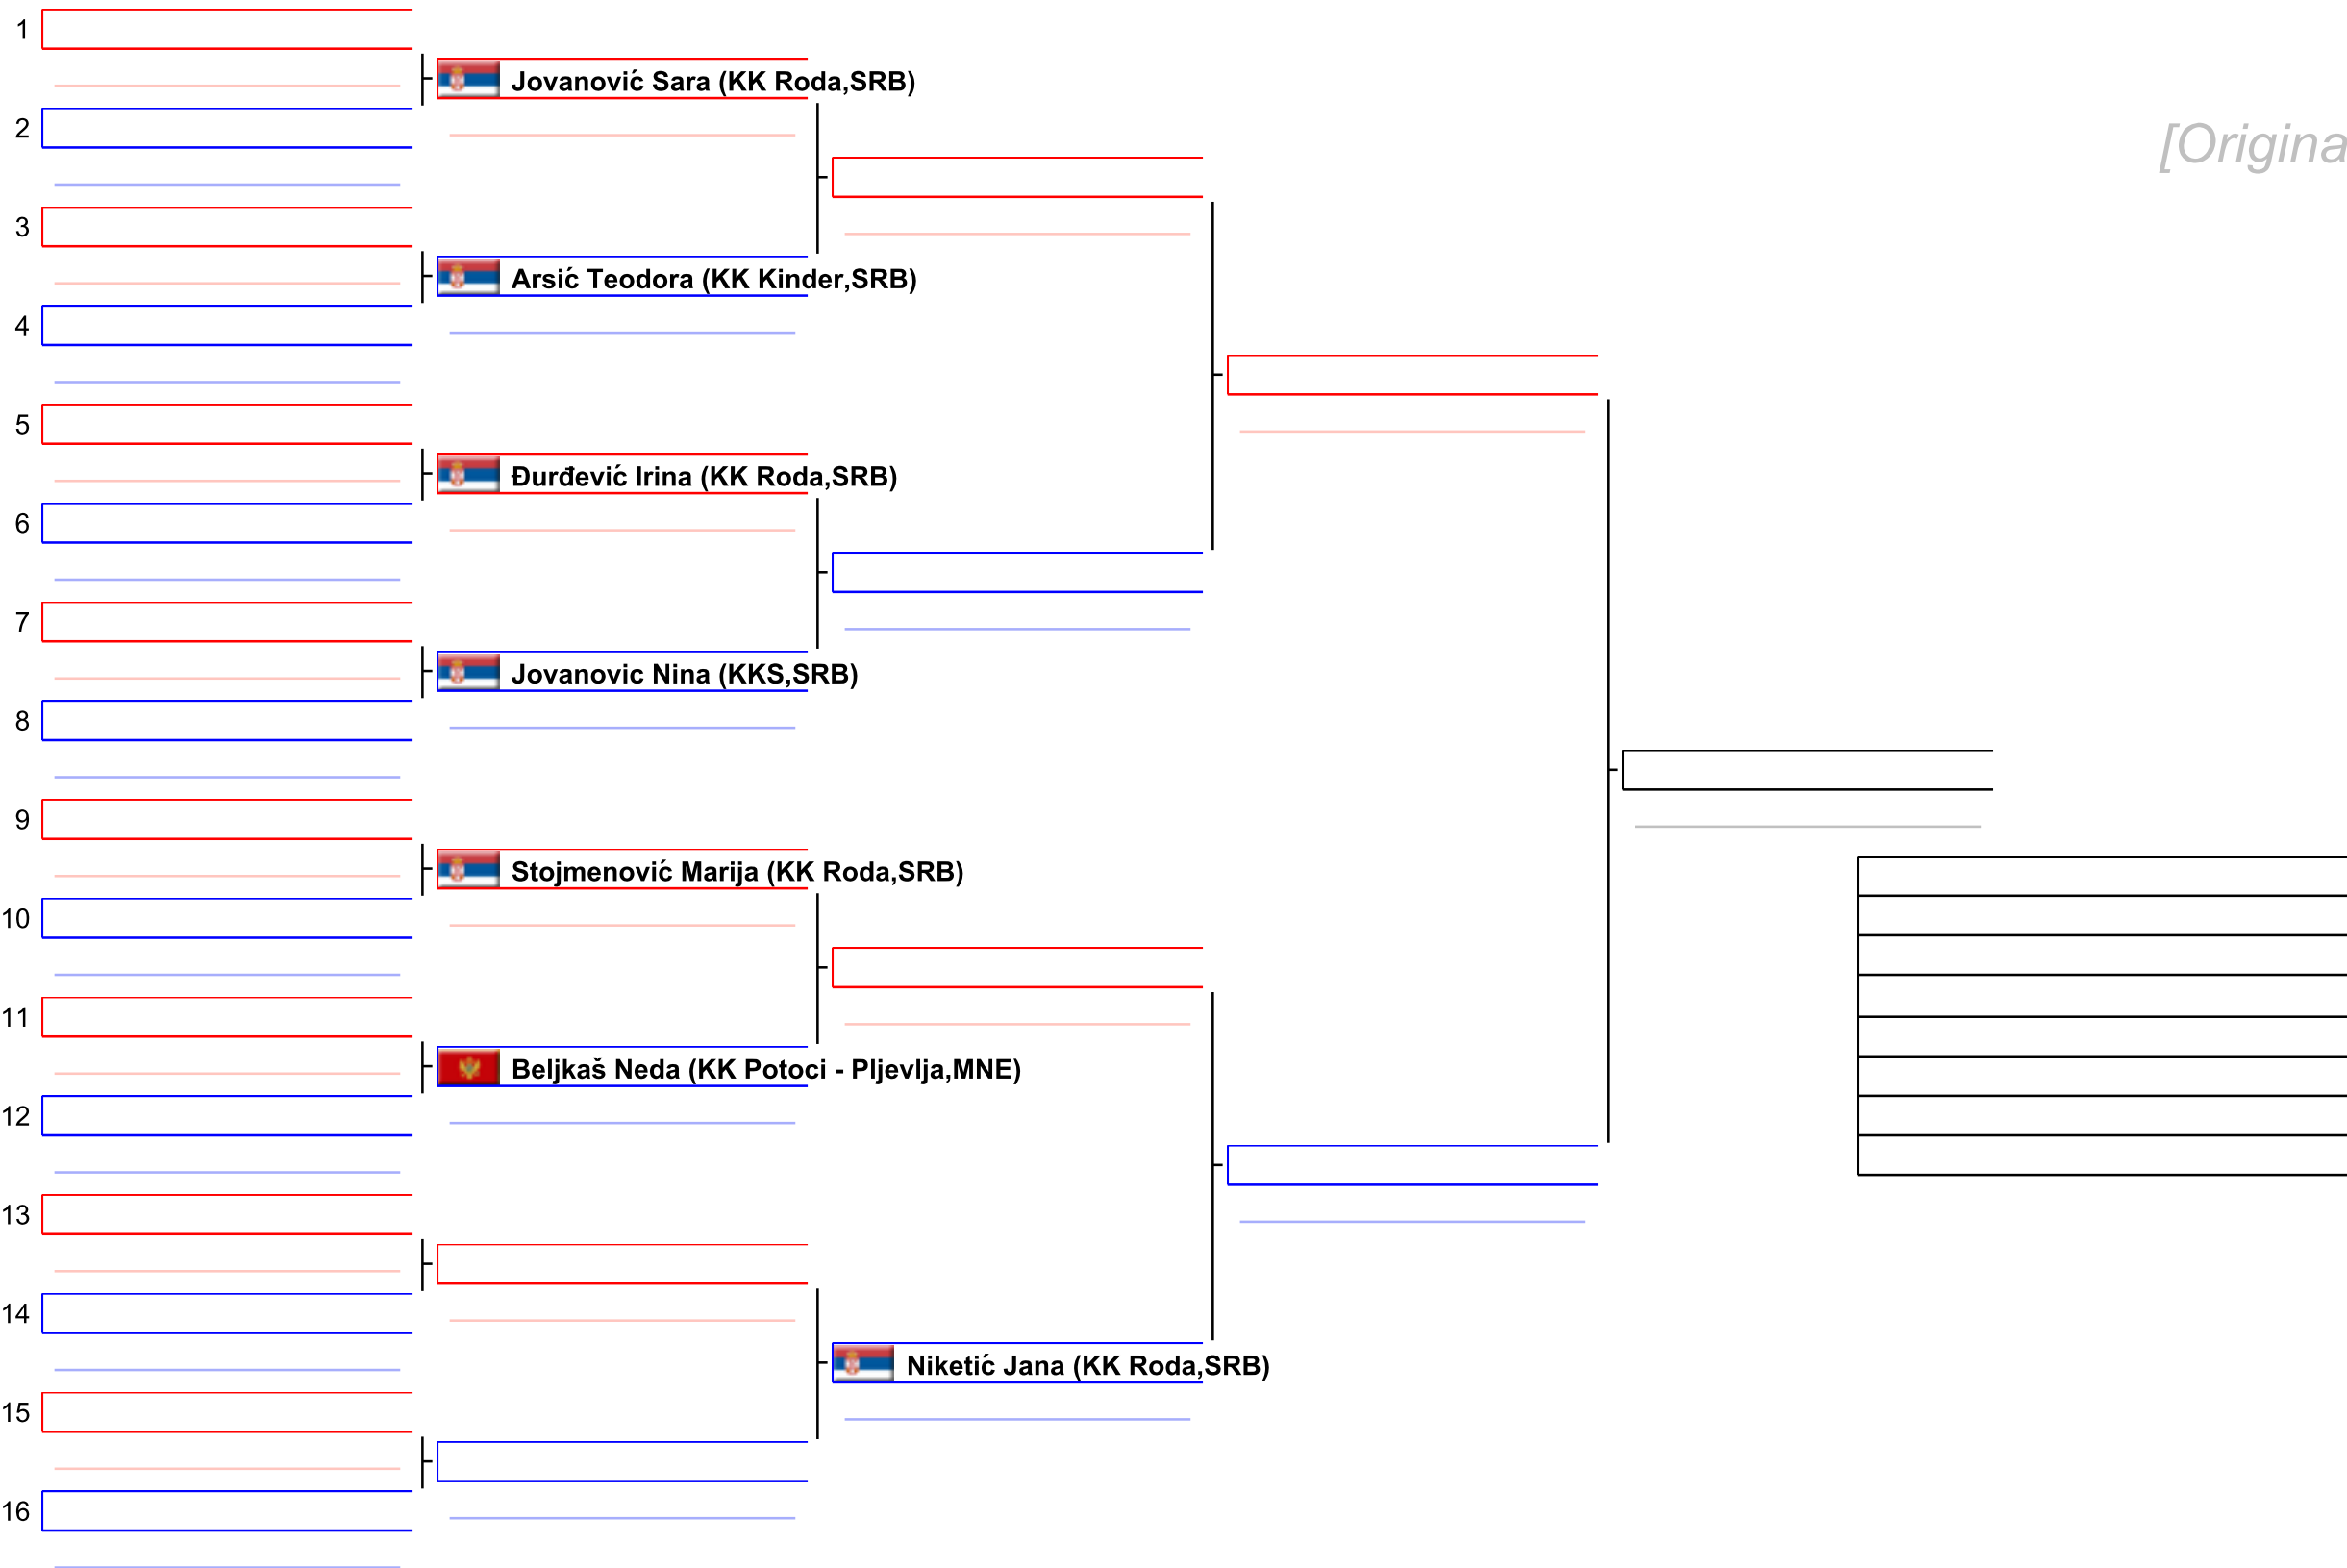 1
Jovanović Sara (KK Roda,SRB)
2
[Origina
3
Arsić Teodora (KK Kinder,SRB)
4
5
Đurđević Irina (KK Roda,SRB)
6
7
Jovanovic Nina (KKS,SRB)
8
9
Stojmenović Marija (KK Roda,SRB)
10
11
Beljkaš Neda (KK Potoci - Pljevlja,MNE)
12
13
14
Niketić Jana (KK Roda,SRB)
15
16